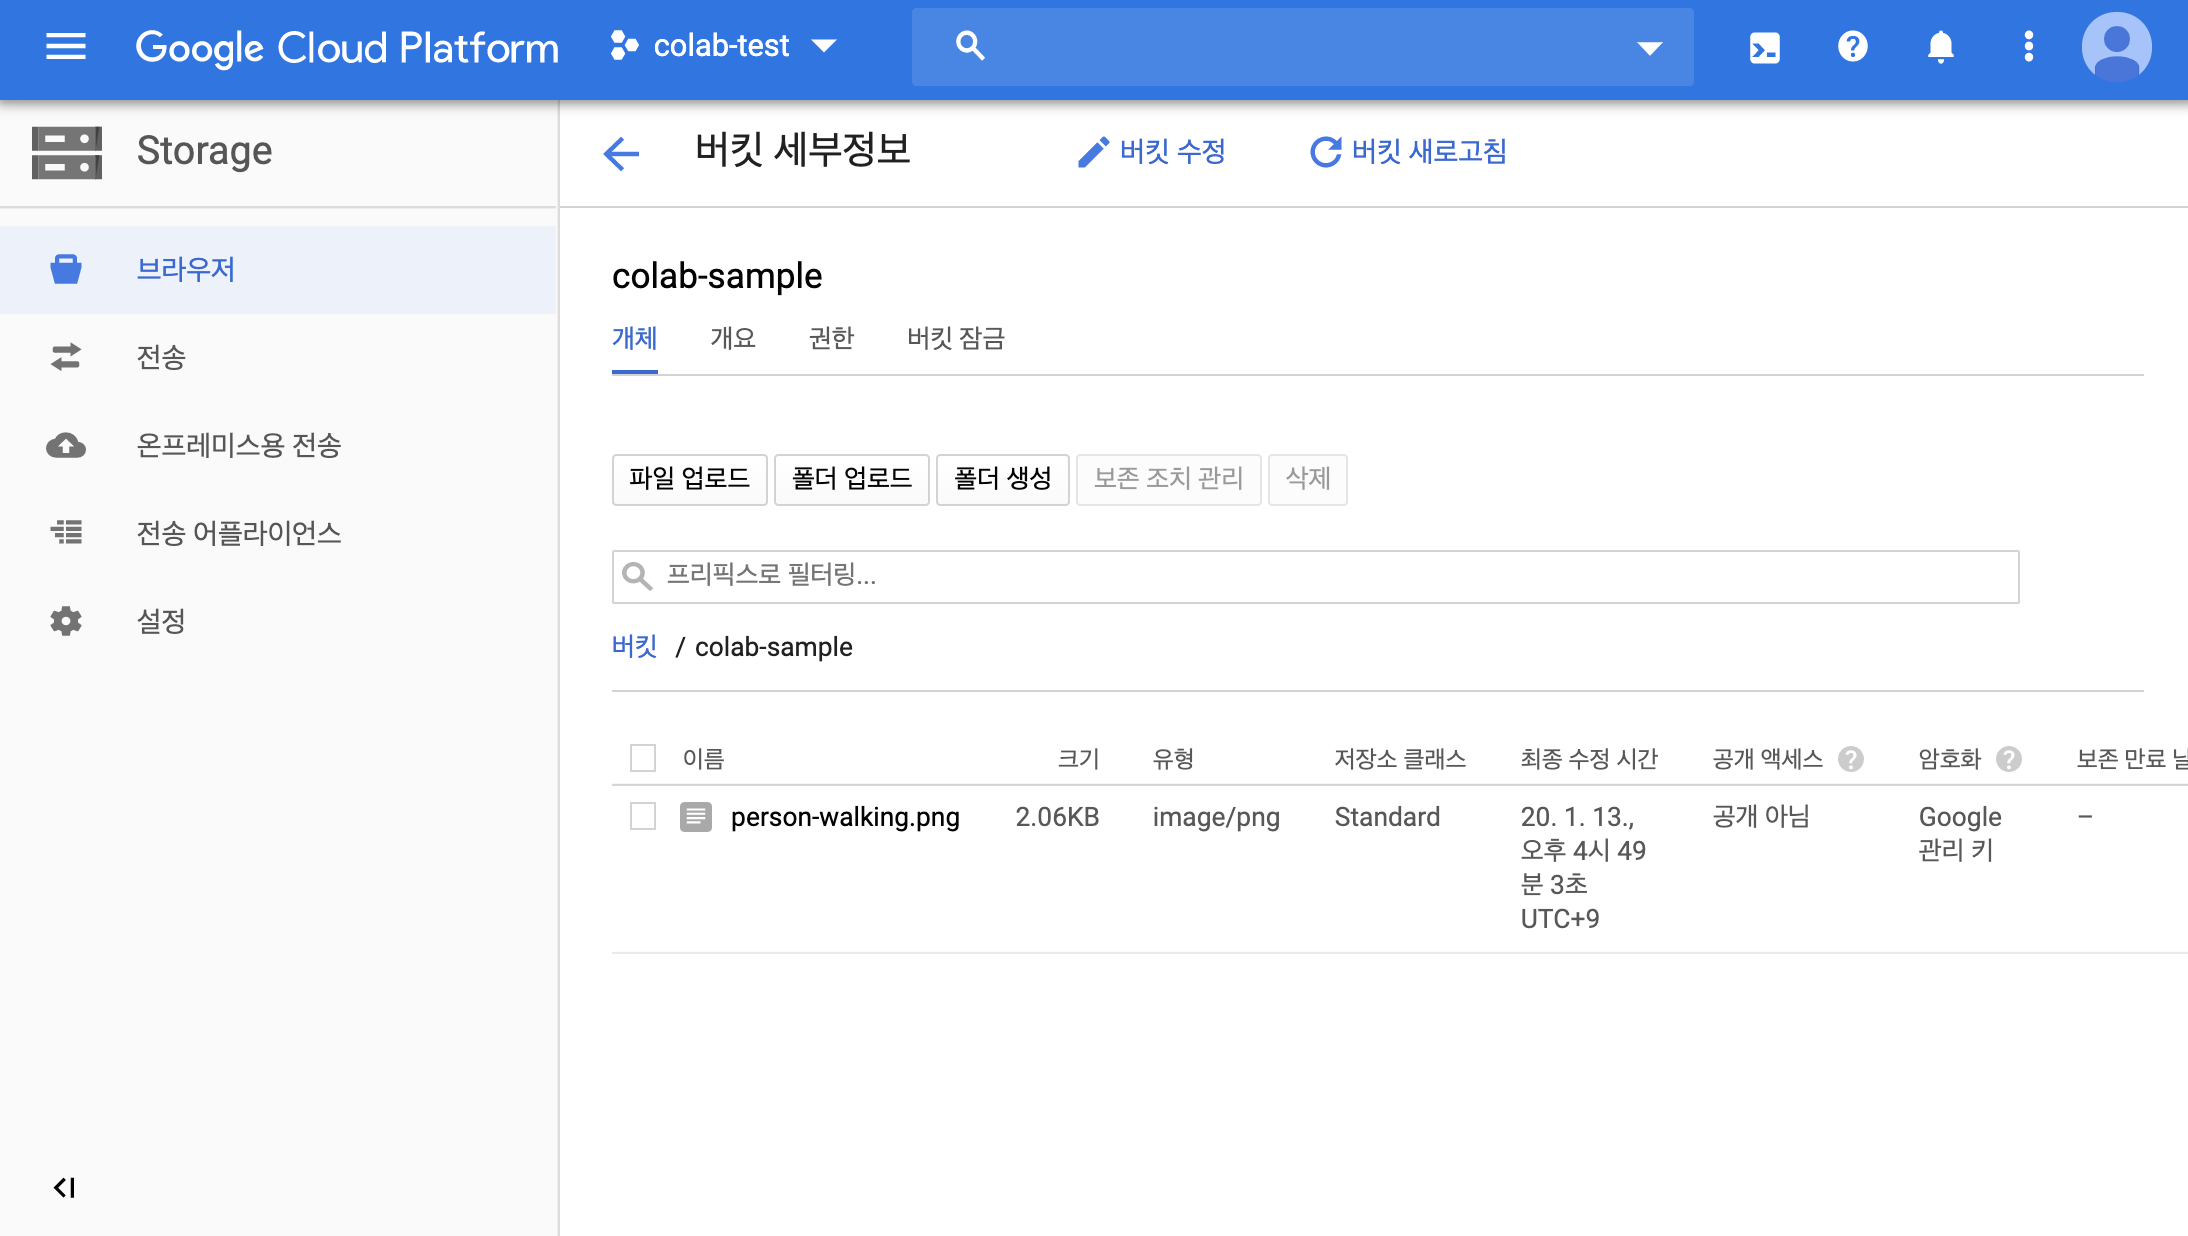 Google Cloud Platform
colab-test
Storage
버킷 세부정보
버킷 수정
버킷 새로고침
브라우저
전송
온프레미스용 전송
전송 어플라이언스
설정
colab-sample
개체 개요 권한 버킷 잠금
파일 업로드 폴더 업로드 폴더 생성 보존 조치 관리 삭제
프리픽스로 필터링...
버킷 / colab-sample
이름 크기 유형 저장소 클래스 최종 수정 시간 공개 액세스 암호화 보존 만료
person-walking.png 2.06KB image/png Standard 20. 1. 13., 공개 아님 Google –
오후 4시 49 관리 키
분 3초
UTC+9